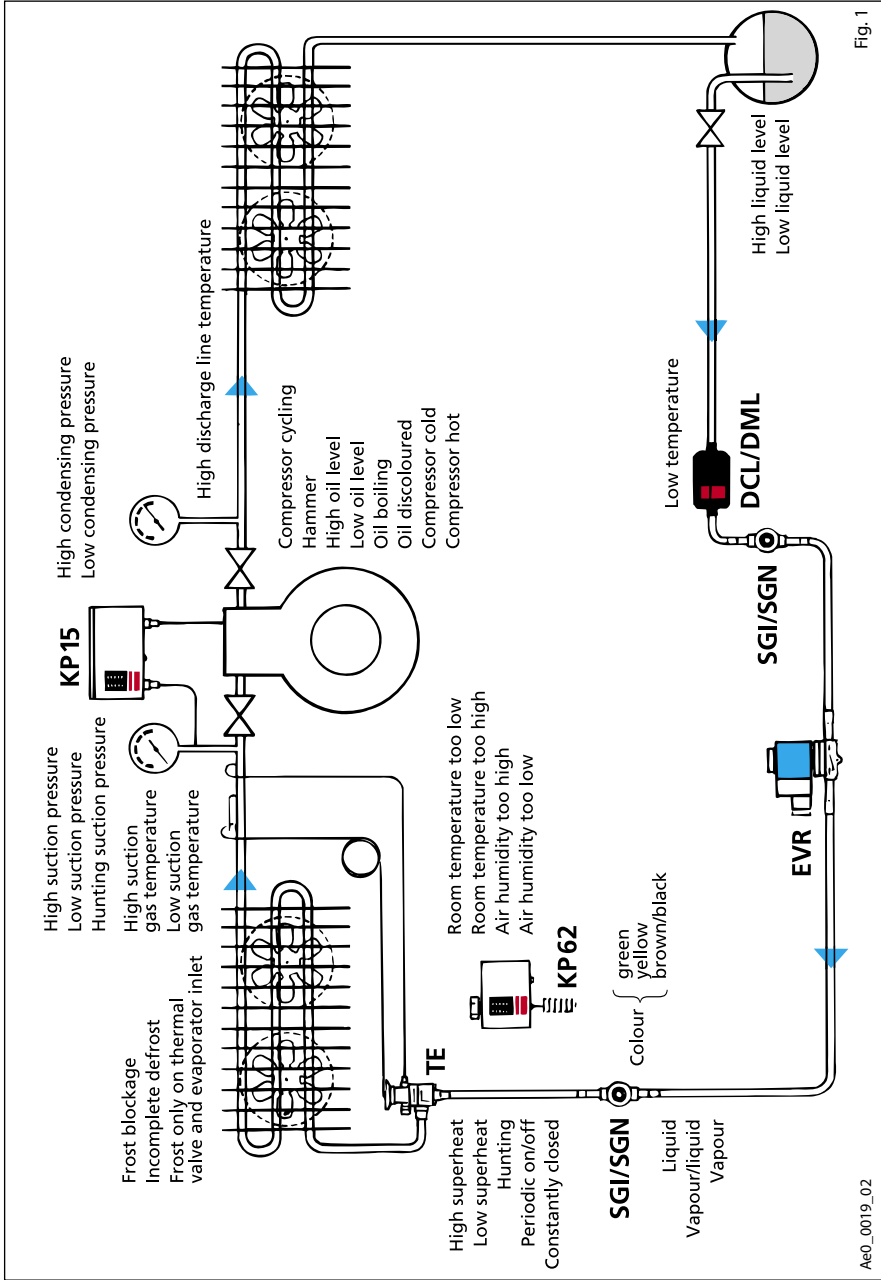 Frost blockage
Incomplete defrost
Frost only on thermal
valve and evaporator inlet
High suction pressure
Low suction pressure
Hunting suction pressure
High suction
gas temperature
Low suction
gas temperature
KP15
High condensing pressure
Low condensing pressure
High discharge line temperature
Compressor cycling
Hammer
High oil level
Low oil level
Oil boiling
Oil discoloured
Compressor cold
Compressor hot
Room temperature too low
Room temperature too high
Air humidity too high
Air humidity too low
KP62
TE
High superheat
Low superheat
Hunting
Periodic on/off
Constantly closed
SGI/SGN
Colour
green
yellow
brown/black
Liquid
Vapour/liquid
Vapour
EVR
SGI/SGN
Low temperature
DCL/DML
High liquid level
Low liquid level
Ae0_0019_02
Fig. 1